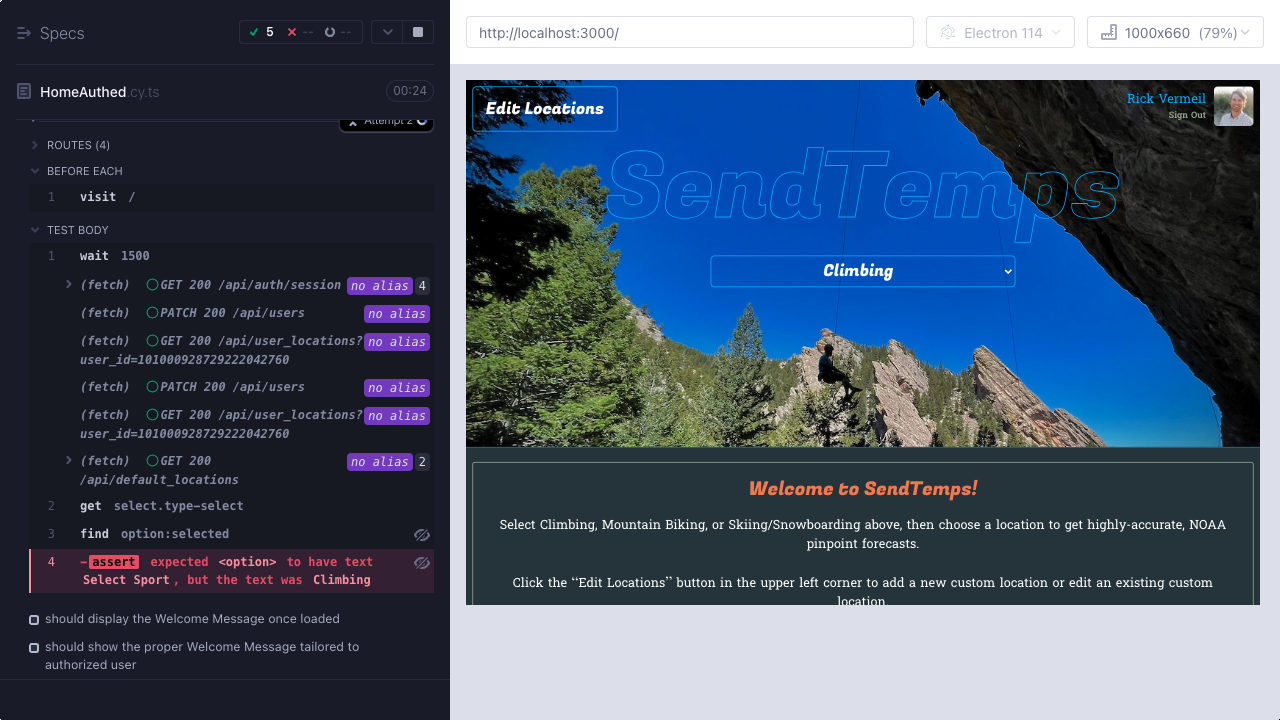 Specs
5
--
--
HomeAuthed.cy.ts
00:24
Attempt 2
ROUTES (4)
BEFORE EACH
1 visit /
TEST BODY
1 wait 1500
(fetch) GET 200 /api/auth/session no alias 4
(fetch) PATCH 200 /api/users no alias
(fetch) GET 200 /api/user_locations? no alias
user_id=101000928729222042760
(fetch) PATCH 200 /api/users no alias
(fetch) GET 200 /api/user_locations? no alias
user_id=101000928729222042760
(fetch) GET 200 no alias 2
/api/default_locations
2 get select.type-select
3 find option:selected
4 -assert expected <option> to have text
Select Sport, but the text was Climbing
should display the Welcome Message once loaded
should show the proper Welcome Message tailored to
authorized user
http://localhost:3000/
Electron 114
1000x660 (79%)
Edit Locations
Rick Vermeil
Sign Out
SendTemps
Climbing
Welcome to SendTemps!
Select Climbing, Mountain Biking, or Skiing/Snowboarding above, then choose a location to get highly-accurate, NOAA
pinpoint forecasts.
Click the “Edit Locations” button in the upper left corner to add a new custom location or edit an existing custom
location.